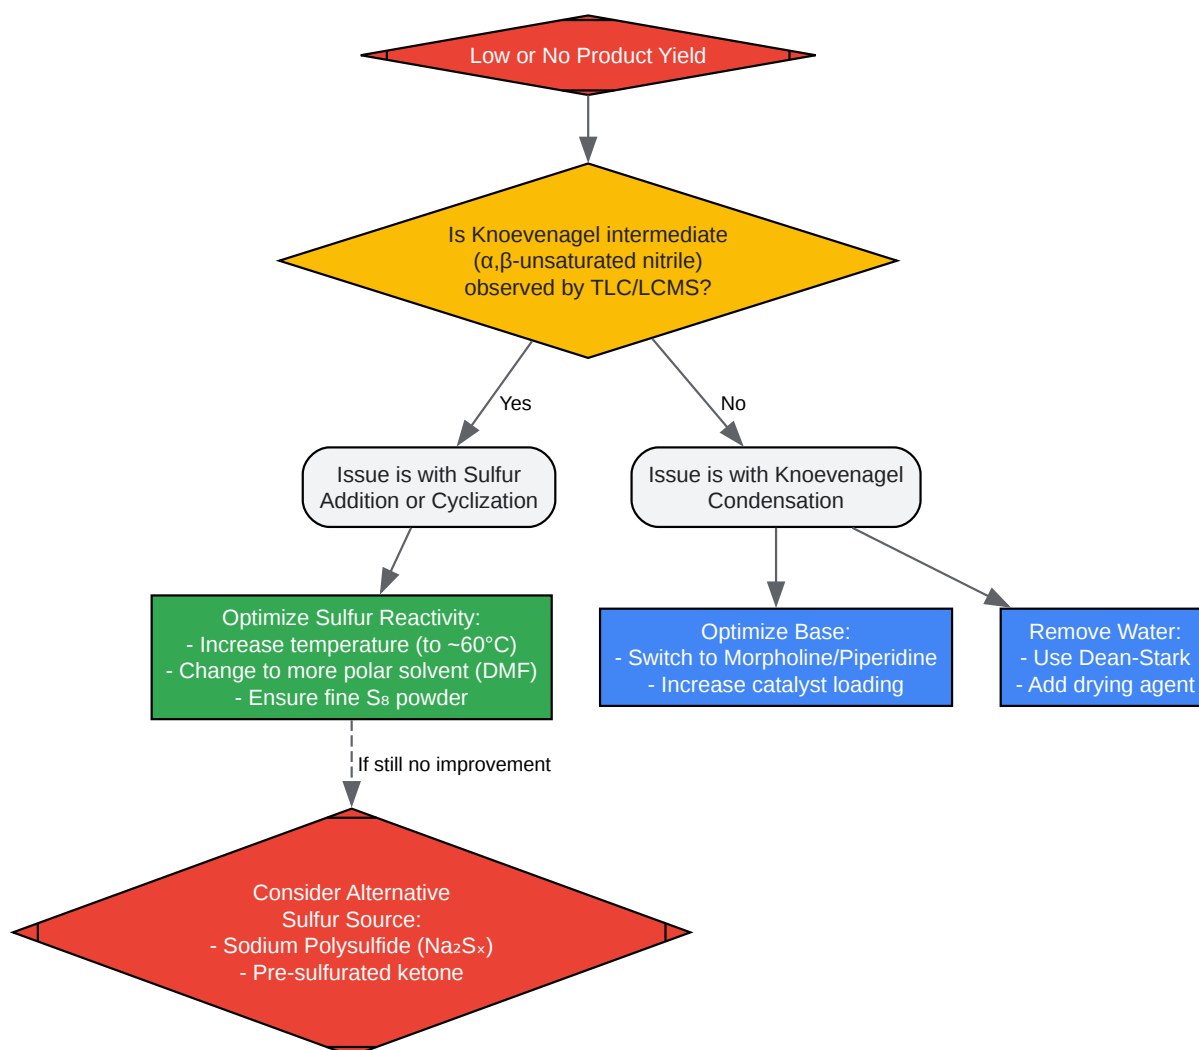 Low or No Product Yield
Is Knoevenagel intermediate
(α,β-unsaturated nitrile)
observed by TLC/LCMS?
Yes
No
Issue is with Sulfur
Addition or Cyclization
Issue is with Knoevenagel
Condensation
Optimize Sulfur Reactivity:
- Increase temperature (to ~60°C)
- Change to more polar solvent (DMF)
- Ensure fine S₈ powder
Optimize Base:
- Switch to Morpholine/Piperidine
- Increase catalyst loading
Remove Water:
- Use Dean-Stark
- Add drying agent
If still no improvement
Consider Alternative
Sulfur Source:
- Sodium Polysulfide (Na₂Sₓ)
- Pre-sulfurated ketone